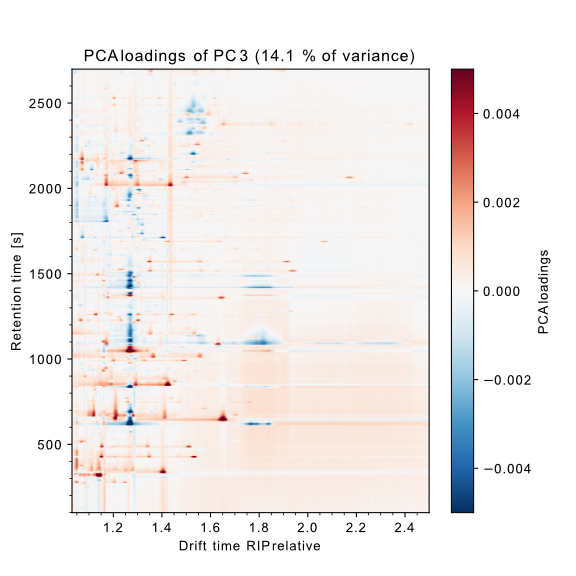 PCA loadings of PC 3 (14.1 % of variance)
2500
2000
1500
1000
500
Retention time [s]
1.2 1.4 1.6 1.8 2.0 2.2 2.4
Drift time RIP relative
0.004
0.002
0.000
−0.002
−0.004
PCA loadings